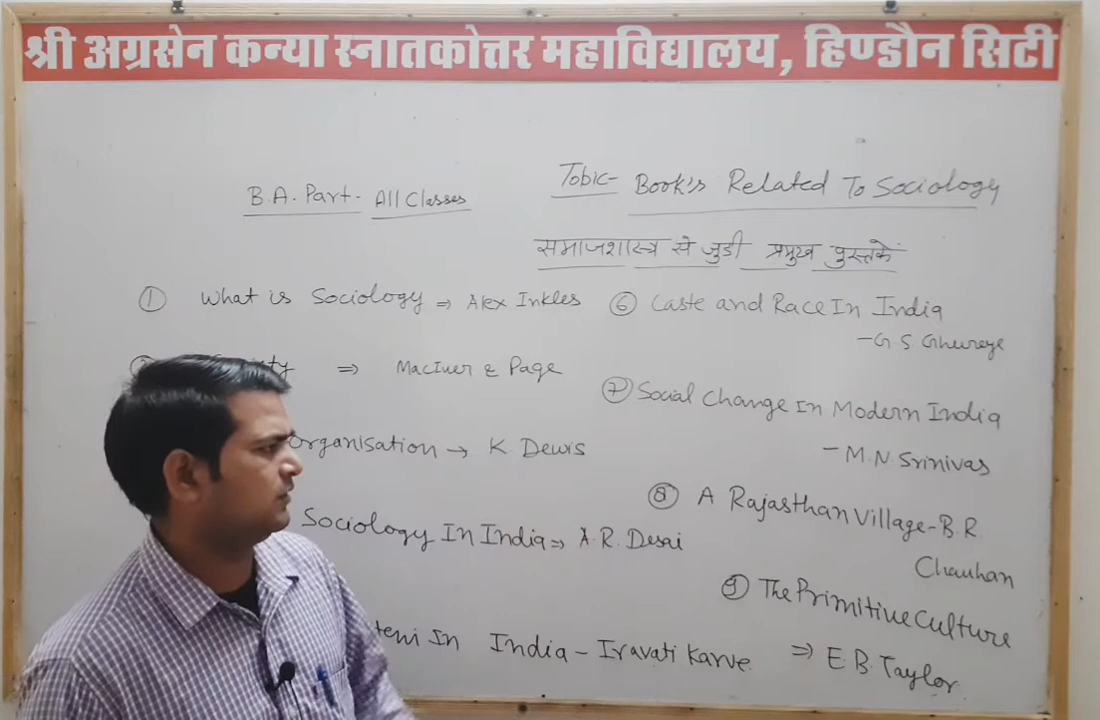 श्री अग्रसेन कन्या स्नातकोत्तर महाविद्यालय, हिण्डौन सिटी
B.A. Part- All Classes
Tobic- Book's Related To Sociology
समाजशास्त्र से जुडी प्रमुख पुस्तकें
① What is Sociology ⇒ Alex Inkles
⇒ MacIver & Page
Organisation → K. Dewis
Sociology In India ⇒ A.R. Desai
In India - Iravati Karve
⑥ Caste and Race In India
- G S Ghureye
⑦ Social Change In Modern India
- M.N. Srinivas
⑧ A Rajasthan Village - B.R.
Chauhan
⑨ The Primitive Culture
⇒ E.B. Taylor